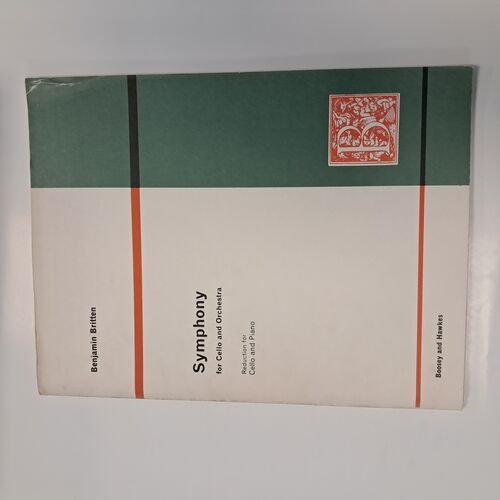 Benjamin Britten
Symphony
for Cello and Orchestra
Reduction for
Cello and Piano
B
Boosey and Hawkes